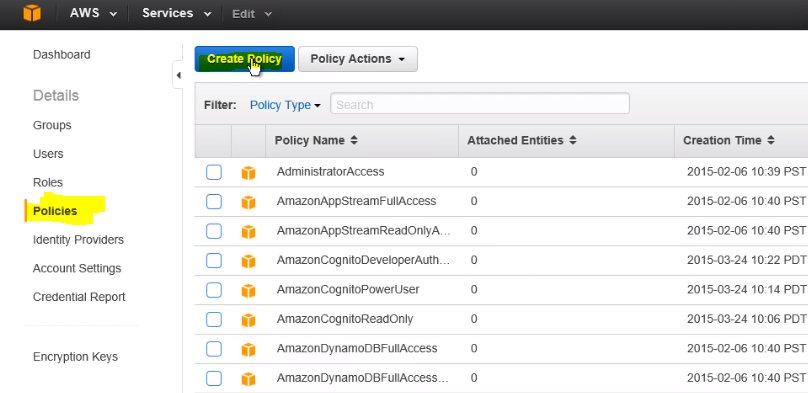 AWS Services Edit
Dashboard
Details
Groups
Users
Roles
Policies
Identity Providers
Account Settings
Credential Report
Encryption Keys
Create Policy Policy Actions
Filter: Policy Type Search
Policy Name Attached Entities Creation Time
AdministratorAccess 0 2015-02-06 10:39 PST
AmazonAppStreamFullAccess 0 2015-02-06 10:40 PST
AmazonAppStreamReadOnlyA... 0 2015-02-06 10:40 PST
AmazonCognitoDeveloperAuth... 0 2015-03-24 10:22 PDT
AmazonCognitoPowerUser 0 2015-03-24 10:14 PDT
AmazonCognitoReadOnly 0 2015-03-24 10:06 PDT
AmazonDynamoDBFullAccess 0 2015-02-06 10:40 PST
AmazonDynamoDBFullAccess... 0 2015-02-06 10:40 PST